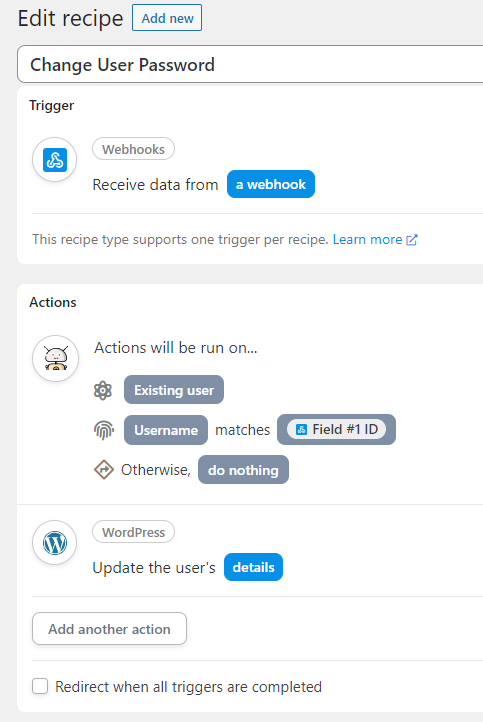 Edit recipe Add new
Change User Password
Trigger
Webhooks
Receive data from a webhook
This recipe type supports one trigger per recipe. Learn more
Actions
Actions will be run on...
Existing user
Username matches Field #1 ID
Otherwise, do nothing
WordPress
Update the user's details
Add another action
Redirect when all triggers are completed